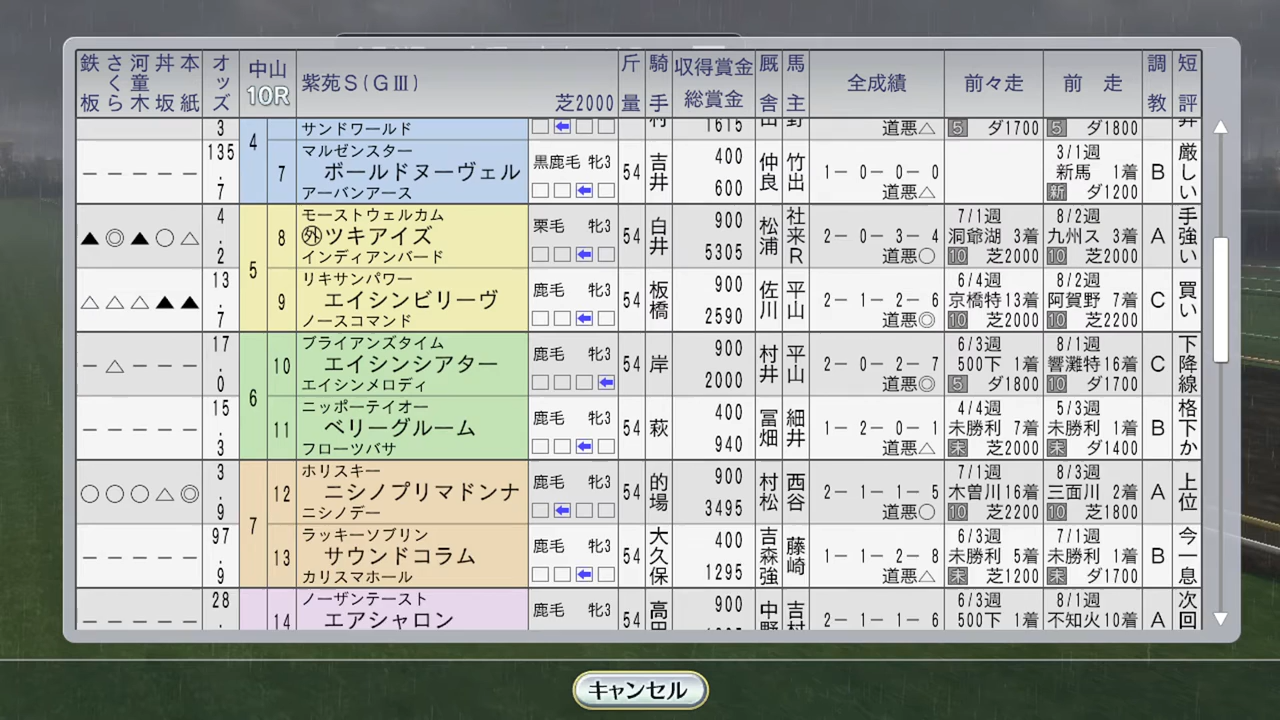 鉄板 さくら 河童木 井坂 本紙 オッズ 中山 10R 紫苑S(GⅢ) 芝2000 斤量 騎手 収得賞金 総賞金 厩舎 馬主 全成績 前々走 前 走 調教 短評
3 4 サンドワールド 1615 道悪△ 5 ダ1700 5 ダ1800
マルゼンスター
－ － － － － 135.7 7 ボールドヌーヴェル 黒鹿毛 牝3 54 吉井 400 600 仲良 竹出 1－ 0－ 0－ 0 道悪△ 3/1週 新馬 1着 新 ダ1200 B 厳しい
アーバンアース
モーストウェルカム
▲ ◎ ▲ ○ △ 4.2 5 8 外ツキアイズ 栗毛 牝3 54 白井 900 5305 松浦 社来R 2－ 0－ 3－ 4 道悪○ 7/1週 洞爺湖 3着 10 芝2000 8/2週 九州ス 3着 10 芝2000 A 手強い
インディアンバード
リキサンパワー
△ △ △ ▲ ▲ 13.7 9 エイシンビリーヴ 鹿毛 牝3 54 板橋 900 2590 佐川 平山 2－ 1－ 2－ 6 道悪◎ 6/4週 京橋特13着 10 芝2000 8/2週 阿賀野 7着 10 芝2200 C 買い
ノースコマンド
ブライアンズタイム
－ △ － － － 17.0 6 10 エイシンシアター 鹿毛 牝3 54 岸 900 2000 村井 平山 2－ 0－ 2－ 7 道悪◎ 6/3週 500下 1着 5 ダ1800 8/1週 響灘特16着 10 ダ1700 C 下降線
エイシンメロディ
ニッポーテイオー
－ － － － － 15.3 11 ベリーグルーム 鹿毛 牝3 54 萩 400 940 冨畑 細井 1－ 2－ 0－ 1 道悪△ 4/4週 未勝利 7着 未 芝2000 5/3週 未勝利 1着 未 ダ1400 B 格下か
フローツバサ
ホリスキー
○ ○ ○ △ ◎ 3.9 7 12 ニシノプリマドンナ 鹿毛 牝3 54 的場 900 3495 村松 西谷 2－ 1－ 1－ 5 道悪○ 7/1週 木曽川16着 10 芝2200 8/3週 三面川 2着 10 芝1800 A 上位
ニシノデー
ラッキーソブリン
－ － － － － 97.9 13 サウンドコラム 鹿毛 牝3 54 大久保 400 1295 吉森強 藤崎 1－ 1－ 2－ 8 道悪△ 6/3週 未勝利 5着 未 芝1200 7/1週 未勝利 1着 未 ダ1700 B 今一息
カリスマホール
ノーザンテースト
－ － － － － 28. 14 エアシャロン 鹿毛 牝3 54 高田 900 中野 吉村 2－ 1－ 1－ 6 6/3週 500下 1着 8/1週 不知火10着 A 次回
キャンセル